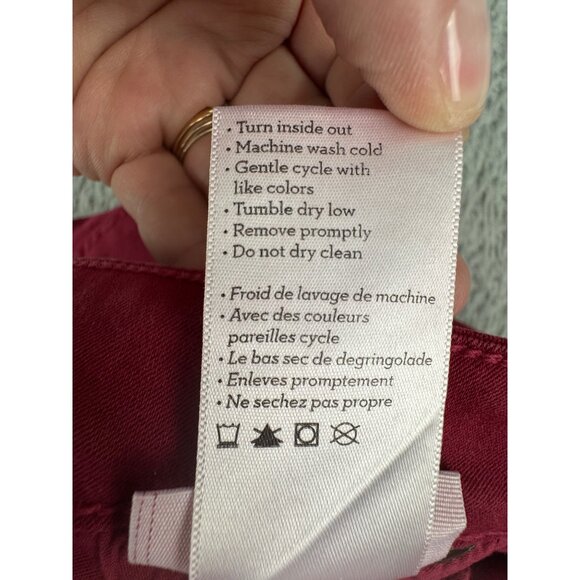 • Turn inside out
• Machine wash cold
• Gentle cycle with
like colors
• Tumble dry low
• Remove promptly
• Do not dry clean
• Froid de lavage de machine
• Avec des couleurs
pareilles cycle
• Le bas sec de degringolade
• Enleves promptement
• Ne sechez pas propre